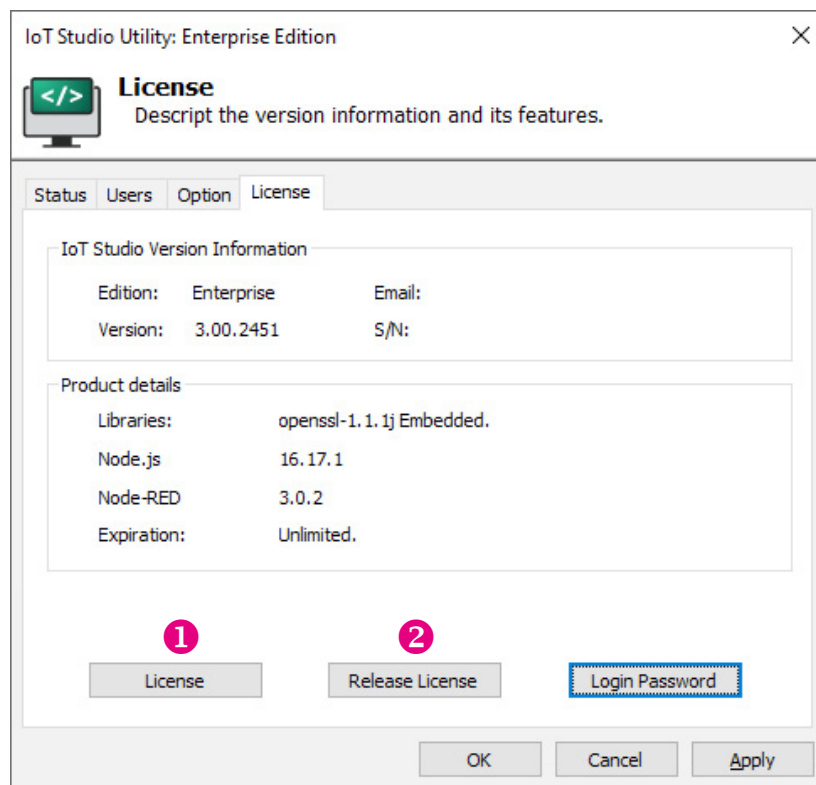 IoT Studio Utility: Enterprise Edition
</>
License
Descript the version information and its features.
Status Users Option License
IoT Studio Version Information
Edition: Enterprise Email:
Version: 3.00.2451 S/N:
Product details
Libraries: openssl-1.1.1j Embedded.
Node.js 16.17.1
Node-RED 3.0.2
Expiration: Unlimited.
1 2
License Release License Login Password
OK Cancel Apply